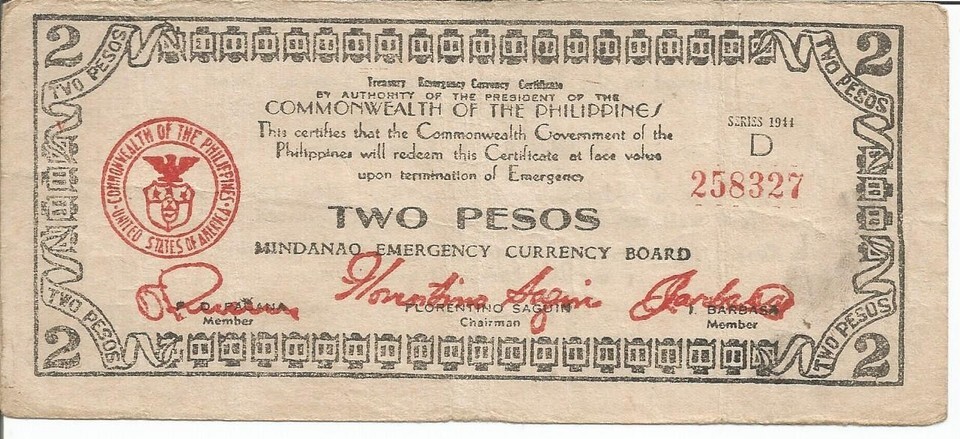 2 TWO PESOS
TWO PESOS 2
Treasury Emergency Currency Certificate
BY AUTHORITY OF THE PRESIDENT OF THE
COMMONWEALTH OF THE PHILIPPINES
This certifies that the Commonwealth Government of the
Philippines will redeem this Certificate at face value
upon termination of Emergency
SERIES 1944
D
258327
COMMONWEALTH OF THE PHILIPPINES
UNITED STATES OF AMERICA
TWO PESOS
MINDANAO EMERGENCY CURRENCY BOARD
Florentino Saguin
FLORENTINO SAGUIN
I. BARBASA
Member
Chairman
Member
2 TWO PESOS
TWO PESOS 2